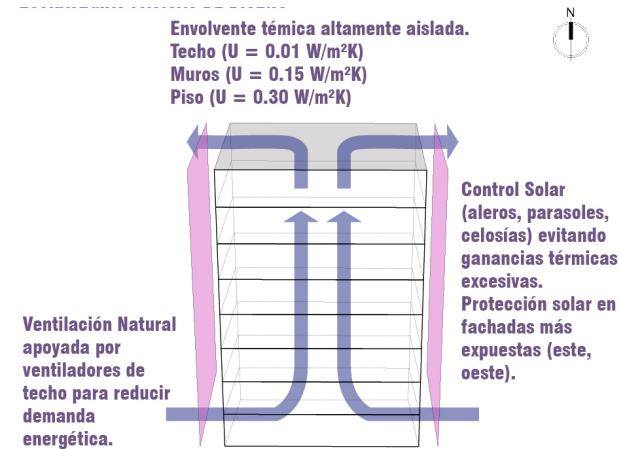 Envolvente témica altamente aislada.
Techo (U = 0.01 W/m²K)
Muros (U = 0.15 W/m²K)
Piso (U = 0.30 W/m²K)
N
Control Solar
(aleros, parasoles,
celosías) evitando
ganancias térmicas
excesivas.
Protección solar en
fachadas más
expuestas (este,
oeste).
Ventilación Natural
apoyada por
ventiladores de
techo para reducir
demanda
energética.